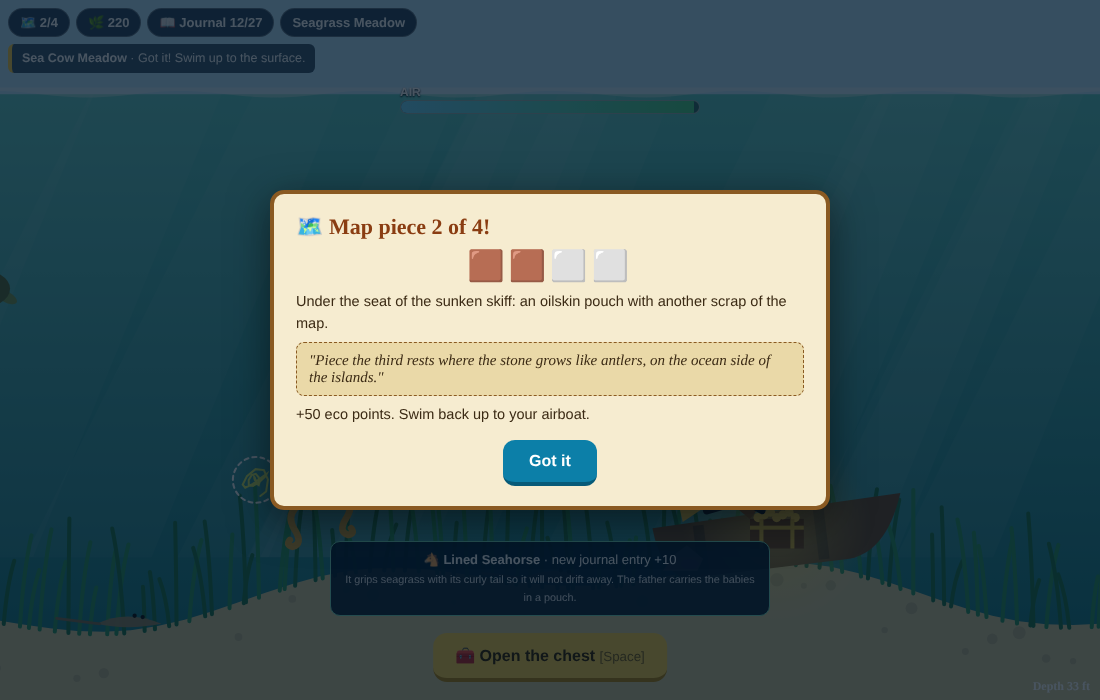 2/4
220
Journal 12/27
Seagrass Meadow
Sea Cow Meadow · Got it! Swim up to the surface.
AIR
Map piece 2 of 4!
Under the seat of the sunken skiff: an oilskin pouch with another scrap of the
map.
"Piece the third rests where the stone grows like antlers, on the ocean side of
the islands."
+50 eco points. Swim back up to your airboat.
Got it
Lined Seahorse · new journal entry +10
It grips seagrass with its curly tail so it will not drift away. The father carries the babies
in a pouch.
Open the chest [Space]
Depth 33 ft